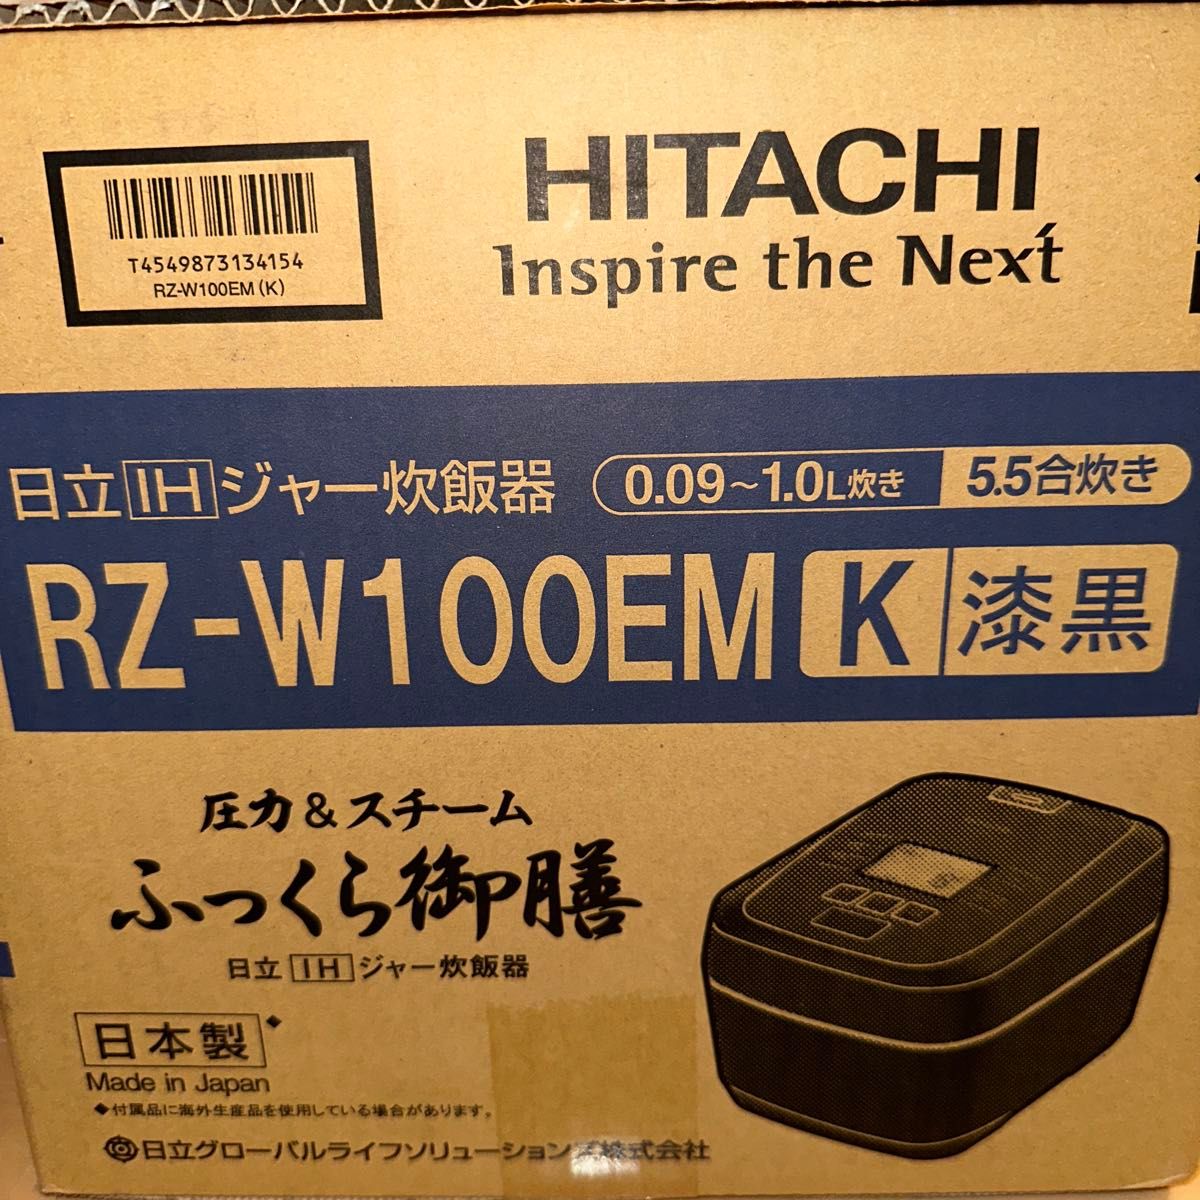 HITACHI
Inspire the Next
T4549873134154
RZ-W100EM(K)
日立IHジャー炊飯器 0.09～1.0L炊き 5.5合炊き
RZ-W100EM K 漆黒
圧力&スチーム
ふっくら御膳
日立IHジャー炊飯器
日本製◆
Made in Japan
◆付属品に海外生産品を使用している場合があります。
日立グローバルライフソリューションズ株式会社